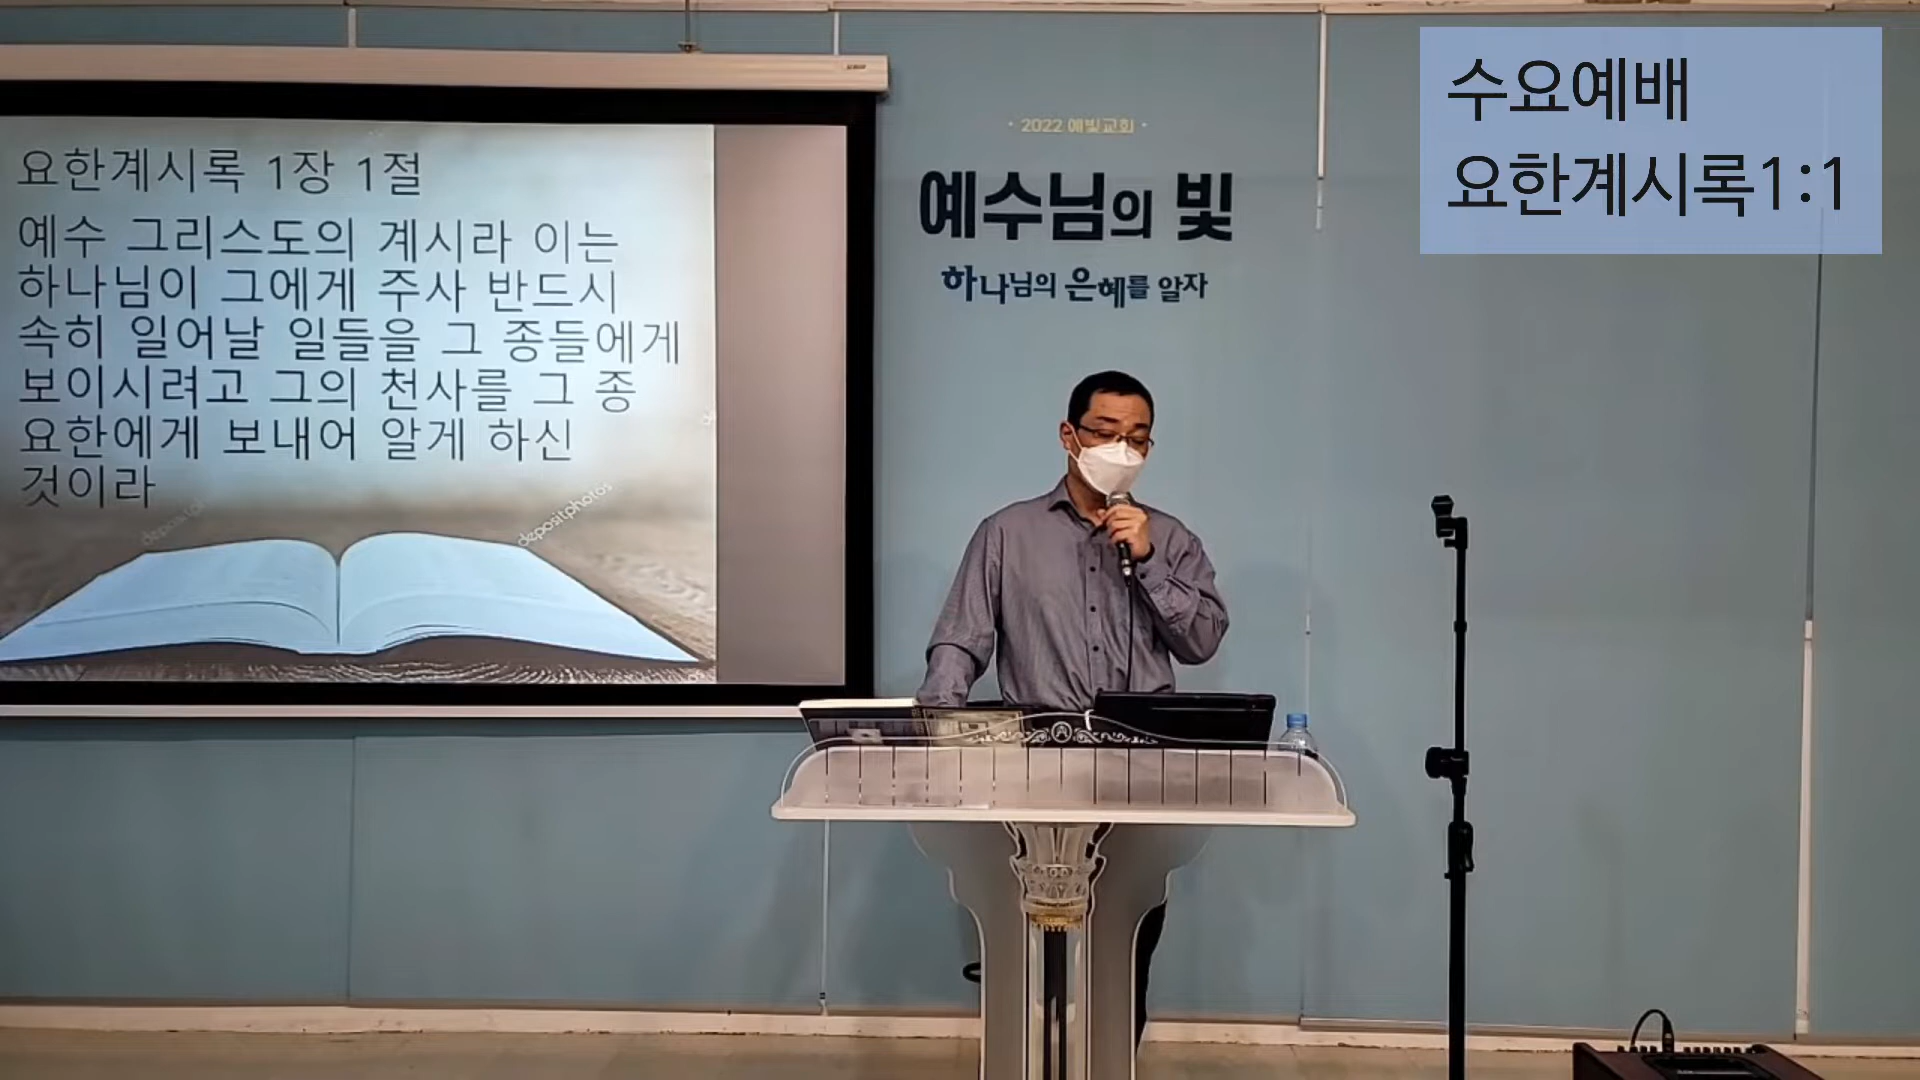 요한계시록 1장 1절
예수 그리스도의 계시라 이는
하나님이 그에게 주사 반드시
속히 일어날 일들을 그 종들에게
보이시려고 그의 천사를 그 종
요한에게 보내어 알게 하신
것이라
depositphotos
2022 예빛교회
예수님의 빛
하나님의 은혜를 알자
수요예배
요한계시록1:1